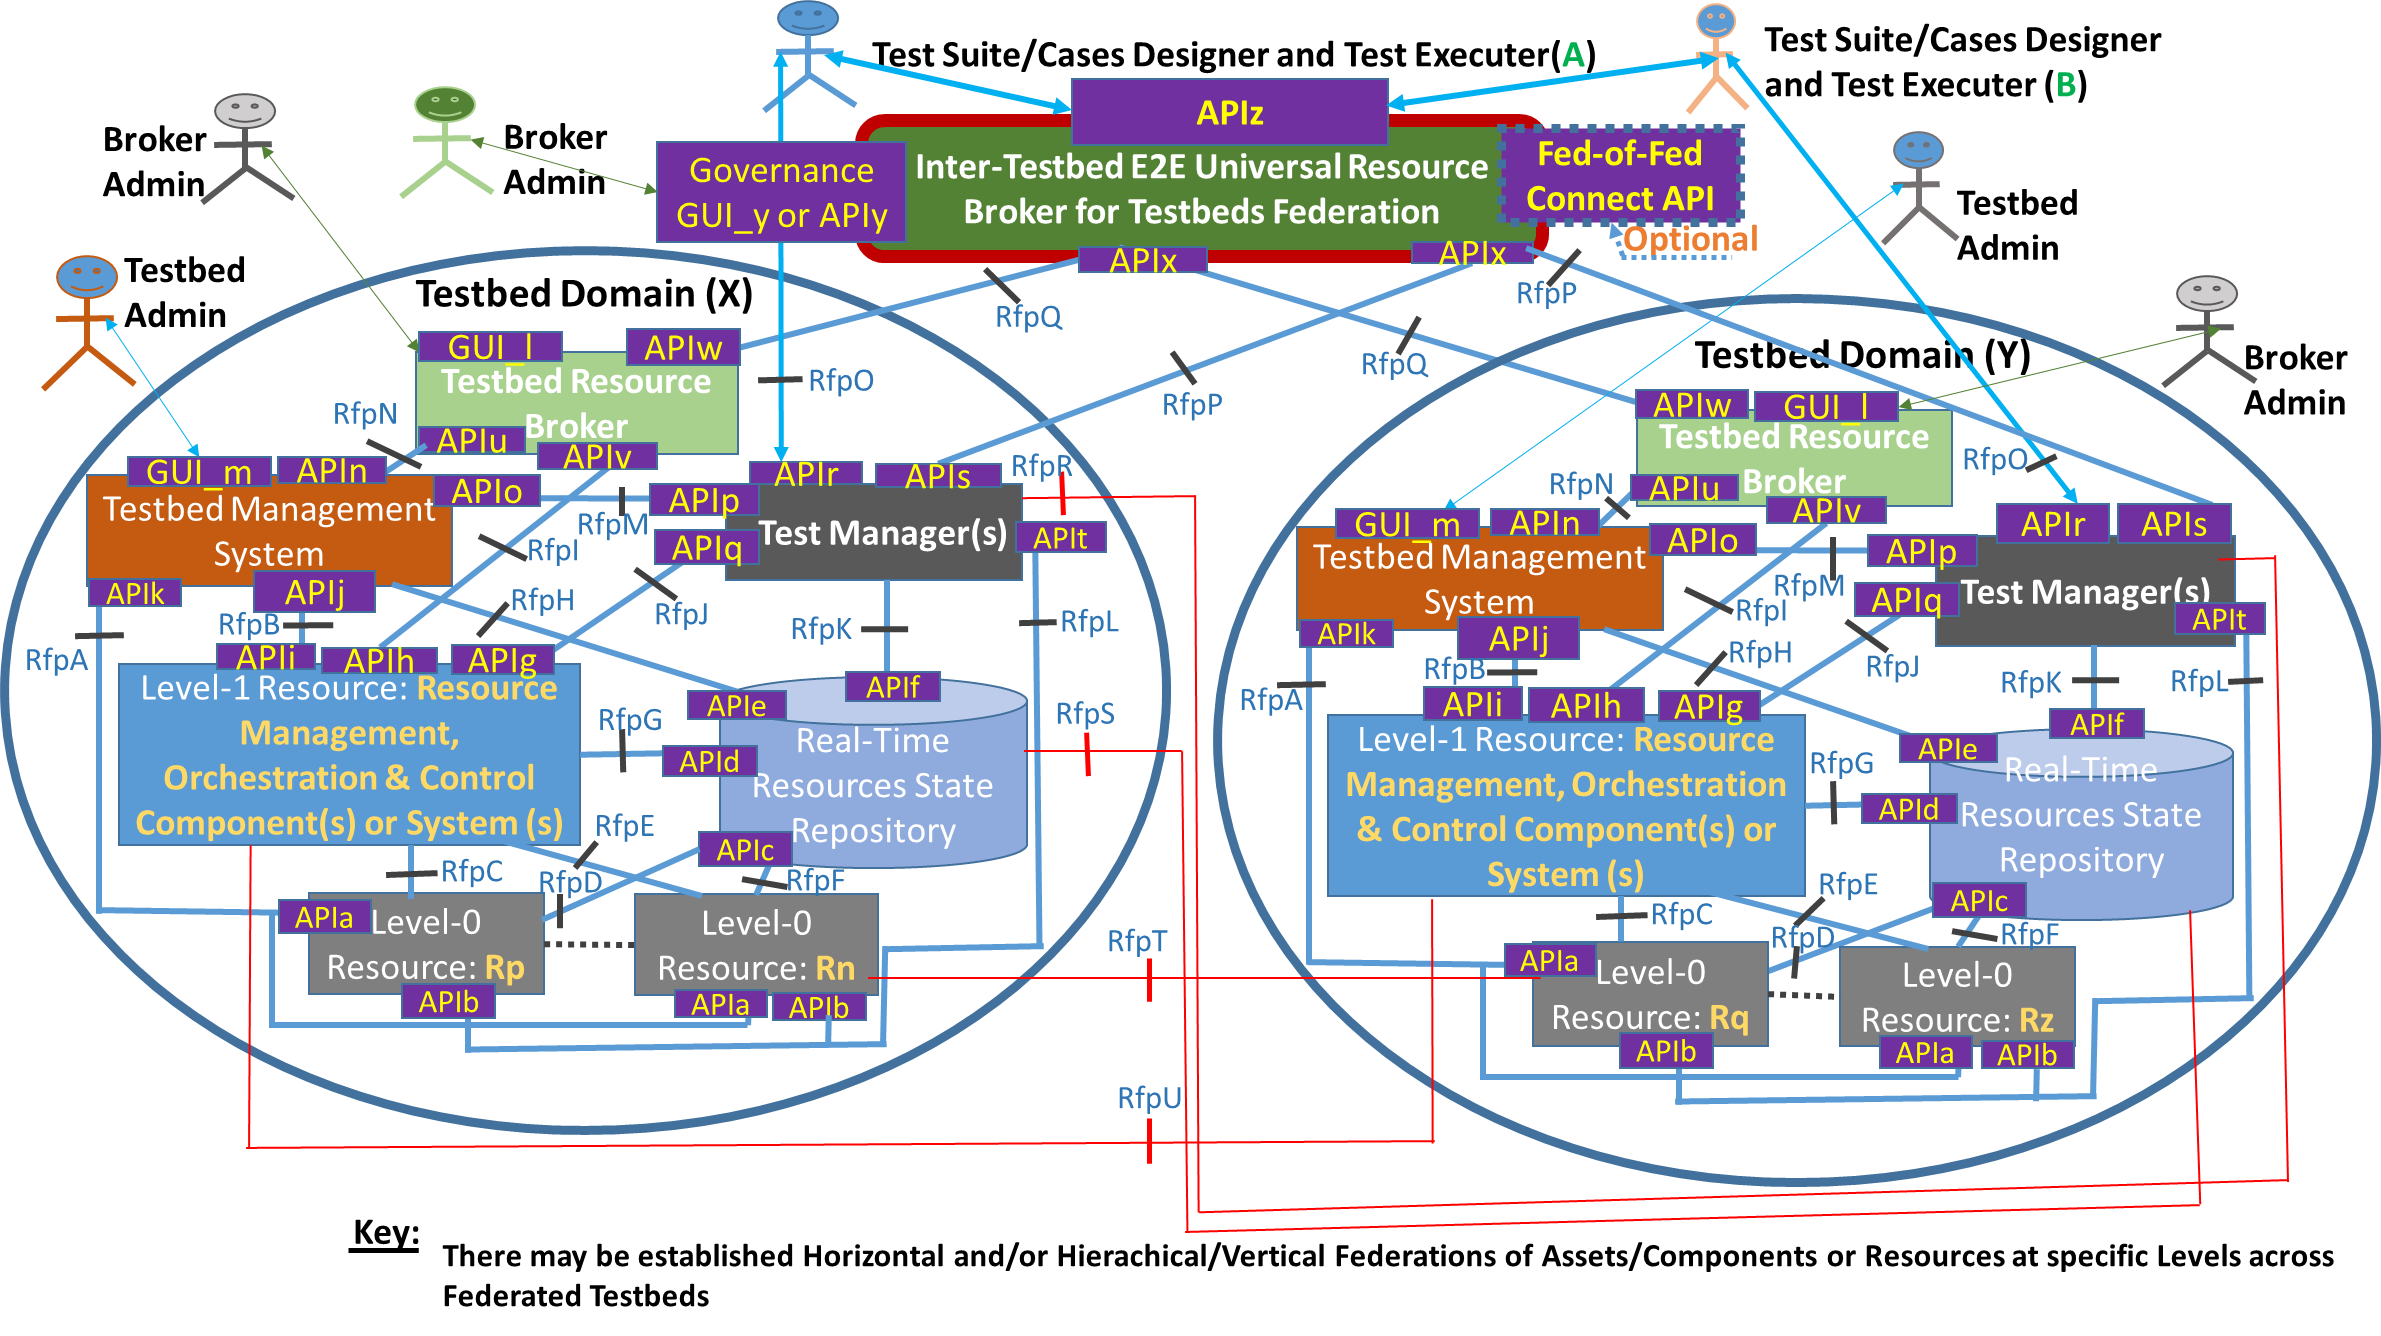 Test Suite/Cases Designer and Test Executer(A)
Test Suite/Cases Designer
and Test Executer (B)
Broker
Admin
Broker
Admin
APIz
Governance
GUI_y or APIy
Inter-Testbed E2E Universal Resource
Broker for Testbeds Federation
Fed-of-Fed
Connect API
Optional
Testbed
Admin
Testbed
Admin
APIx
APIx
RfpQ
RfpP
RfpQ
RfpP
Broker
Admin
Testbed Domain (X)
GUI_l
APIw
Testbed Resource
Broker
RfpO
RfpN
APIu
APIv
GUI_m
APIn
APIo
Testbed Management
System
RfpM
APIp
APIq
APIr
APIs
RfpR
Test Manager(s)
APIt
RfpI
RfpH
RfpJ
APIk
APIj
RfpB
RfpA
RfpK
RfpL
APIi
APIh
APIg
APIf
APIe
Level-1 Resource: Resource
Management,
Orchestration & Control
Component(s) or System (s)
RfpG
APId
Real-Time
Resources State
Repository
RfpS
RfpE
APIc
RfpC
RfpD
RfpF
APIa
Level-0
Resource: Rp
APIb
Level-0
Resource: Rn
APIa
APIb
RfpT
RfpU
Testbed Domain (Y)
APIw
GUI_l
Testbed Resource
Broker
RfpO
RfpN
APIu
APIv
GUI_m
APIn
APIo
Testbed Management
System
RfpM
APIp
APIq
APIr
APIs
Test Manager(s)
APIt
RfpI
RfpH
RfpJ
APIk
APIj
RfpB
RfpA
RfpK
RfpL
APIi
APIh
APIg
APIf
APIe
Level-1 Resource: Resource
Management, Orchestration
& Control Component(s) or
System (s)
RfpG
APId
Real-Time
Resources State
Repository
RfpE
APIc
RfpC
RfpD
RfpF
APIa
Level-0
Resource: Rq
APIb
Level-0
Resource: Rz
APIa
APIb
Key:
There may be established Horizontal and/or Hierachical/Vertical Federations of Assets/Components or Resources at specific Levels across
Federated Testbeds